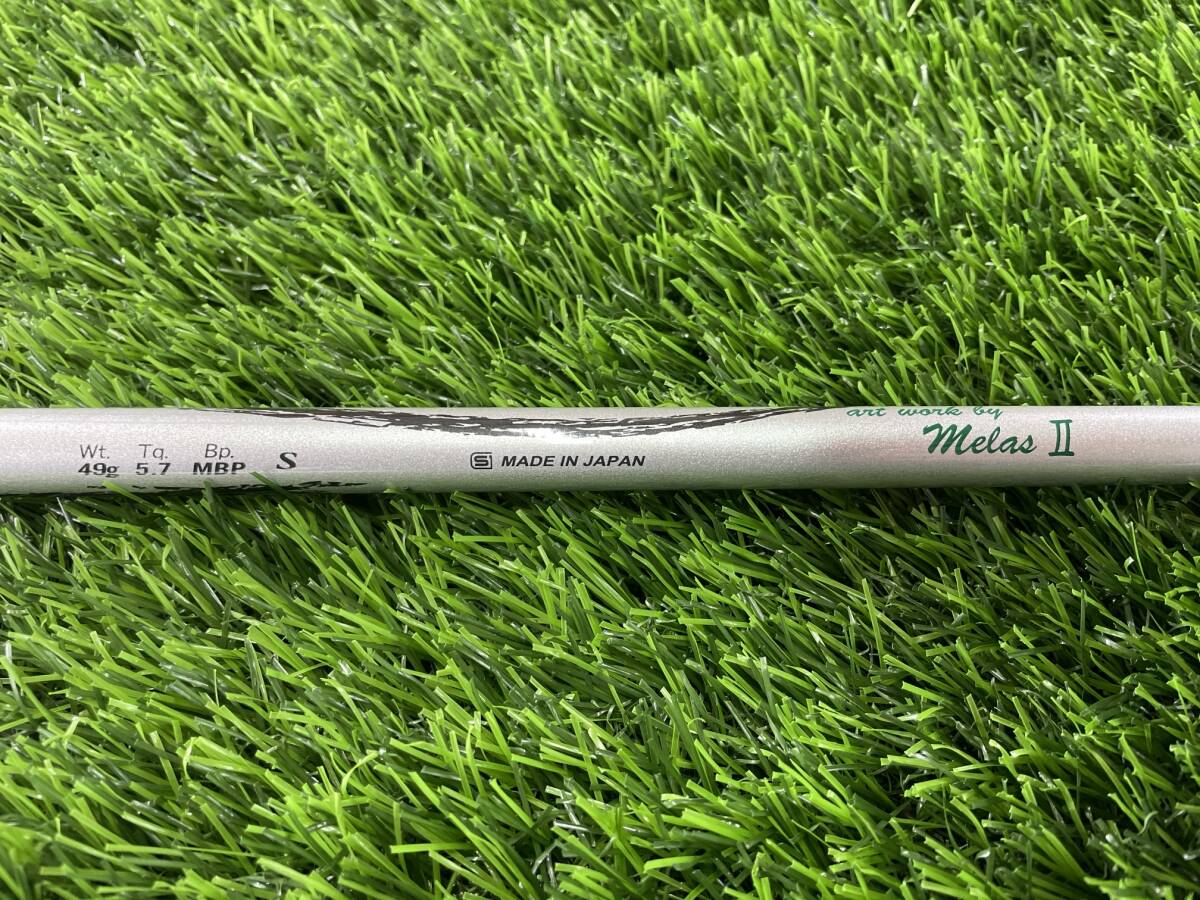 art work by
Melas II
Wt. Tq. Bp.
49g 5.7 MBP S
MADE IN JAPAN